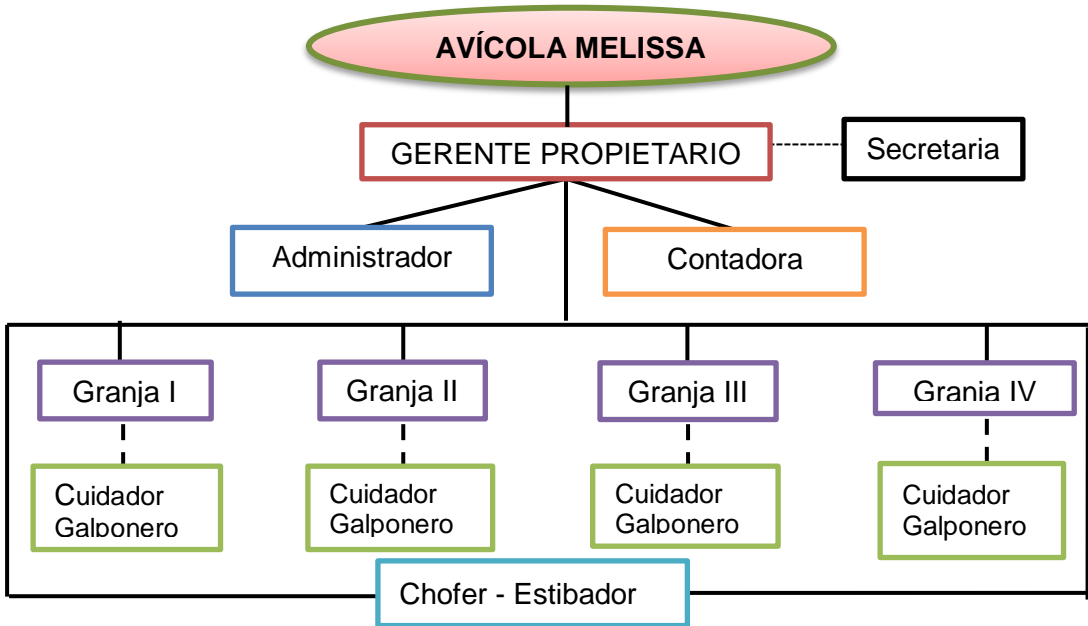 AVÍCOLA MELISSA
GERENTE PROPIETARIO
Secretaria
Administrador
Contadora
Granja I
Granja II
Granja III
Granja IV
Cuidador
Galponero
Cuidador
Galponero
Cuidador
Galponero
Cuidador
Galponero
Chofer - Estibador